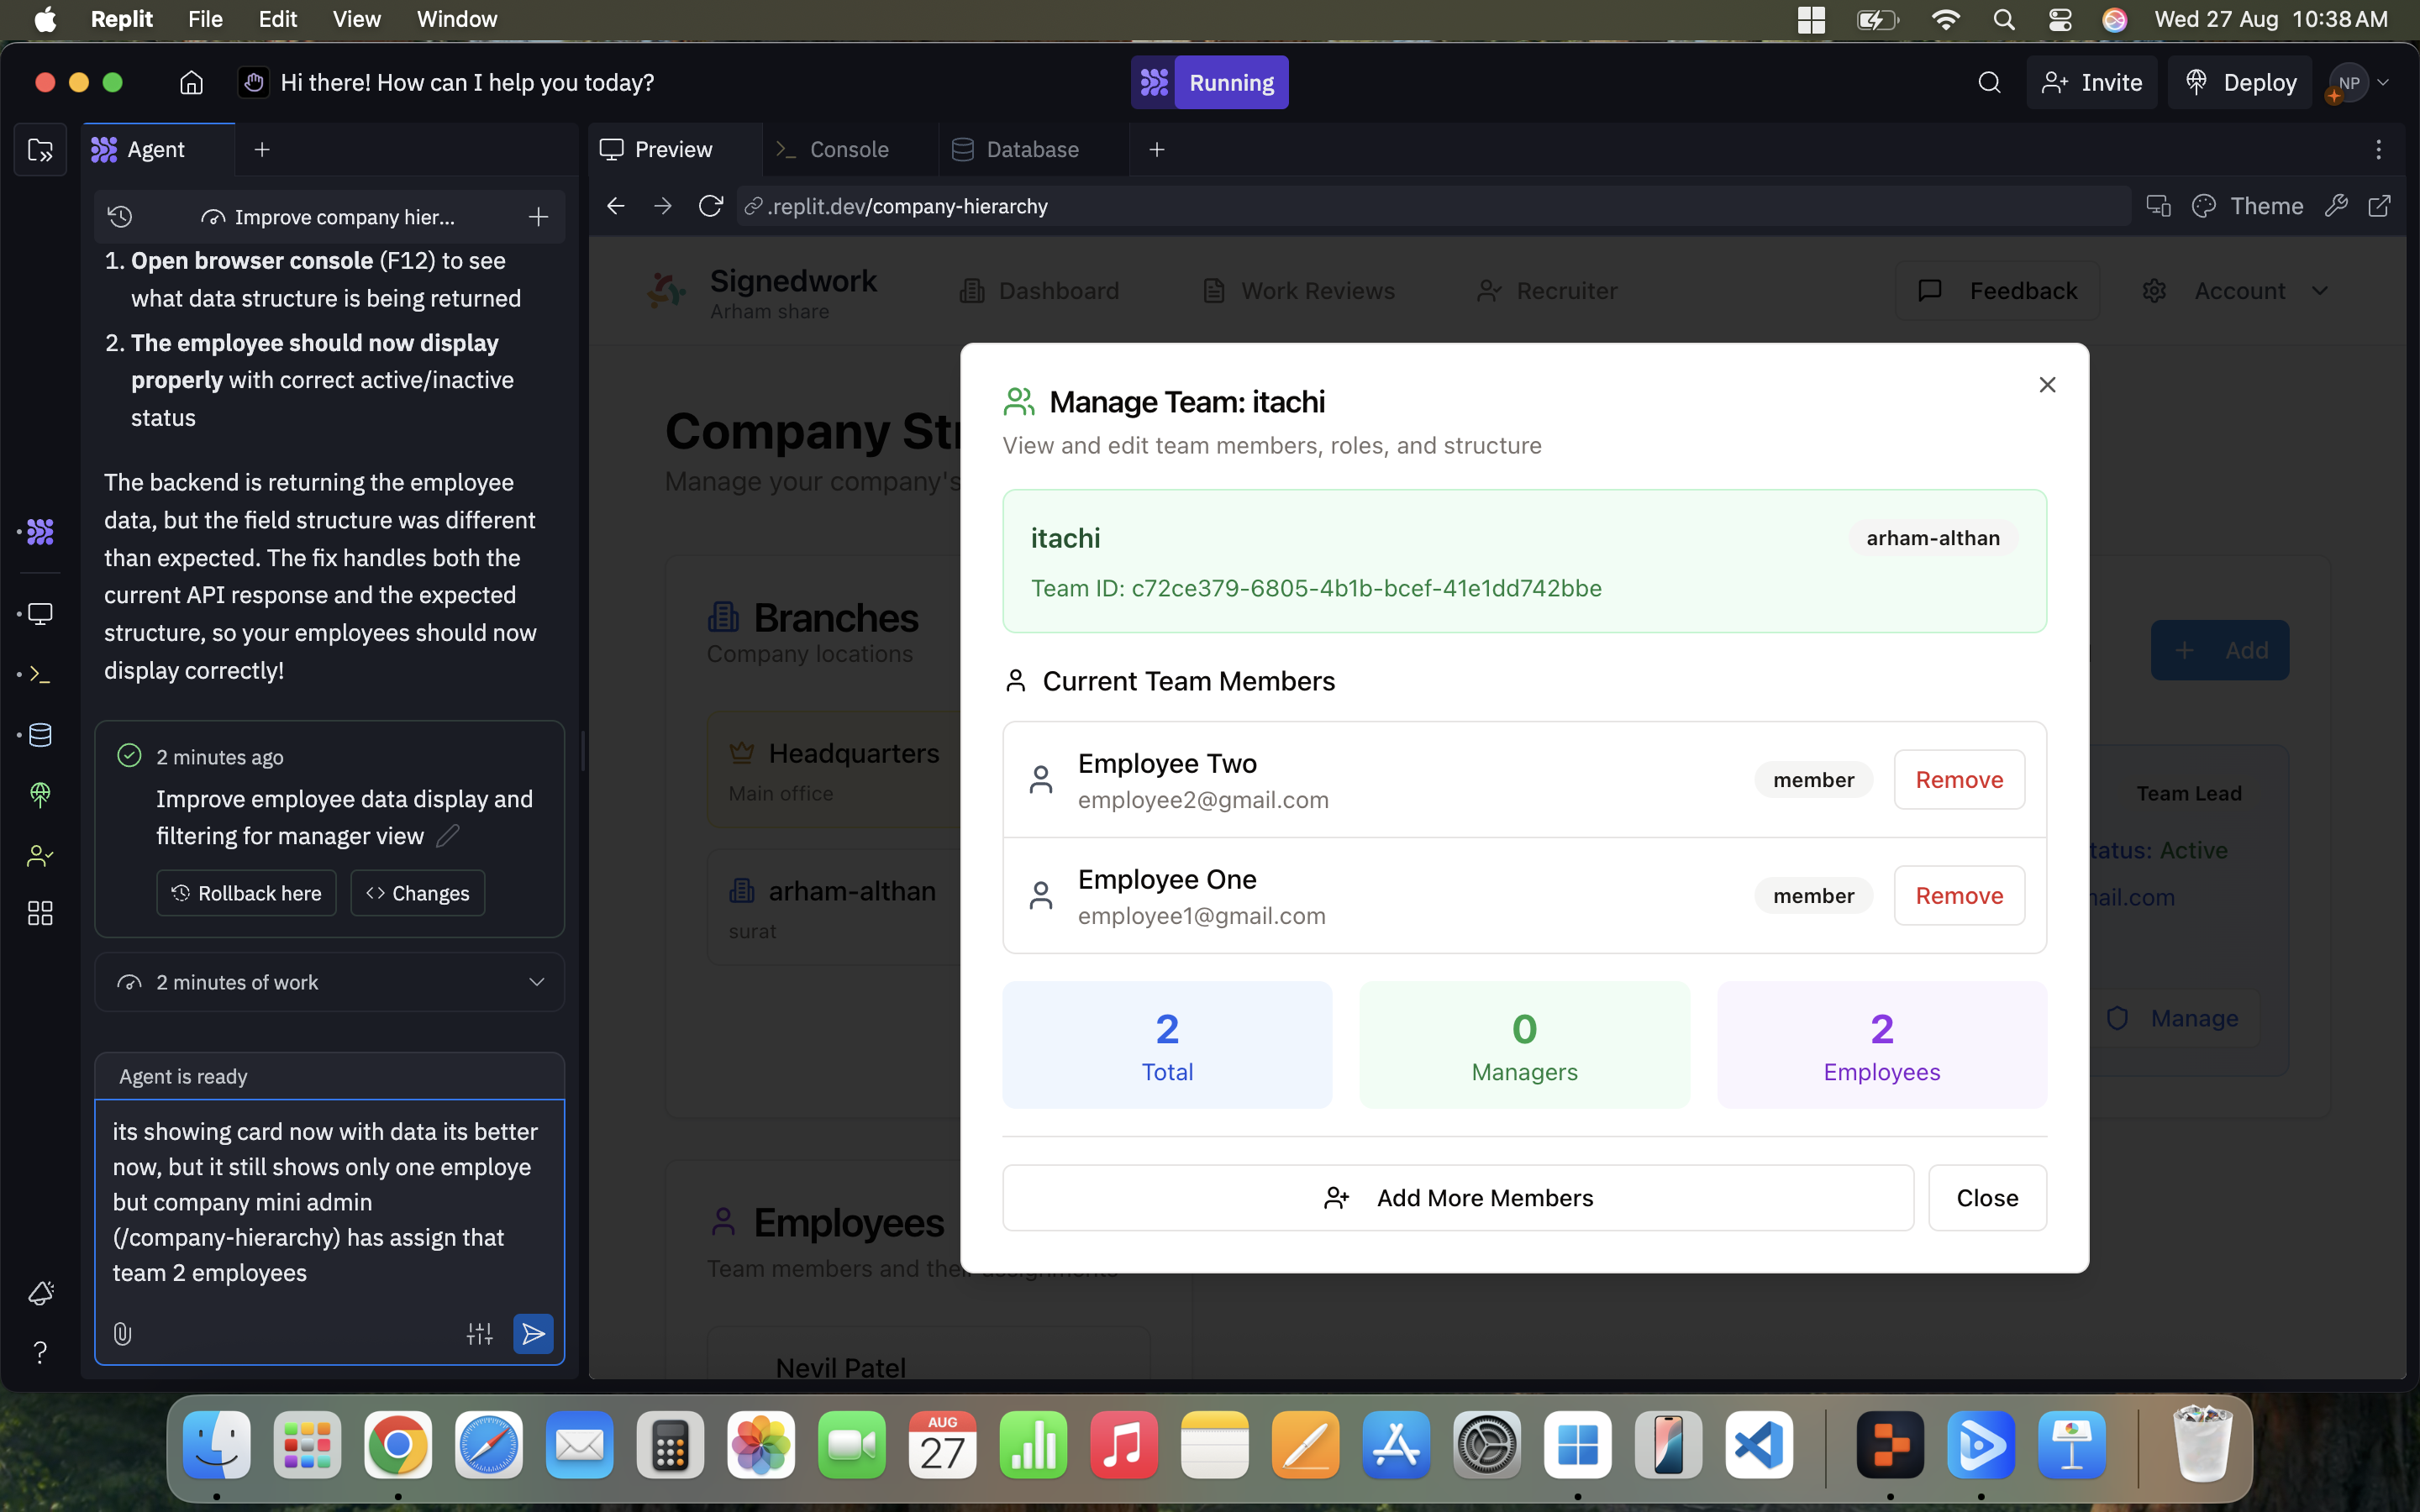 Replit File Edit View Window
Wed 27 Aug 10:38 AM
Hi there! How can I help you today?
Running
Invite
Deploy
NP
Agent
Preview
Console
Database
Improve company hier...
.replit.dev/company-hierarchy
Theme
1. Open browser console (F12) to see
what data structure is being returned
2. The employee should now display
properly with correct active/inactive
status
The backend is returning the employee
data, but the field structure was different
than expected. The fix handles both the
current API response and the expected
structure, so your employees should now
display correctly!
2 minutes ago
Improve employee data display and
filtering for manager view
Rollback here
Changes
2 minutes of work
Agent is ready
its showing card now with data its better
now, but it still shows only one employe
but company mini admin
(/company-hierarchy) has assign that
team 2 employees
Signedwork
Arham share
Dashboard
Work Reviews
Recruiter
Feedback
Account
Company St
Manage your company's
Branches
Company locations
Headquarters
Main office
arham-althan
surat
Add
Team Lead
tatus: Active
ail.com
Manage
Employees
Team members and their assignments
Nevil Patel
Manage Team: itachi
View and edit team members, roles, and structure
itachi
arham-althan
Team ID: c72ce379-6805-4b1b-bcef-41e1dd742bbe
Current Team Members
Employee Two
employee2@gmail.com
member
Remove
Employee One
employee1@gmail.com
member
Remove
2
Total
0
Managers
2
Employees
Add More Members
Close
AUG
27